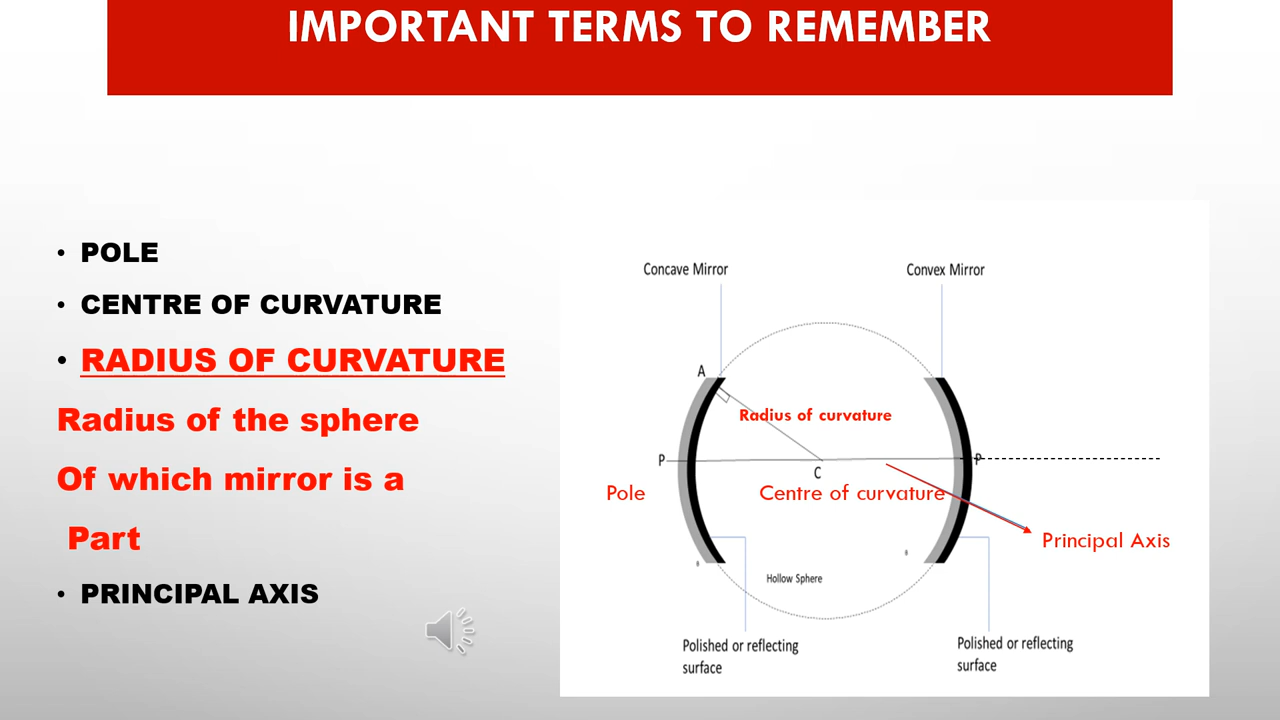 IMPORTANT TERMS TO REMEMBER
• POLE
• CENTRE OF CURVATURE
• RADIUS OF CURVATURE
Radius of the sphere
Of which mirror is a
Part
• PRINCIPAL AXIS
Concave Mirror
Convex Mirror
A
Radius of curvature
P
C
P
Pole
Centre of curvature
Principal Axis
Hollow Sphere
Polished or reflecting
surface
Polished or reflecting
surface